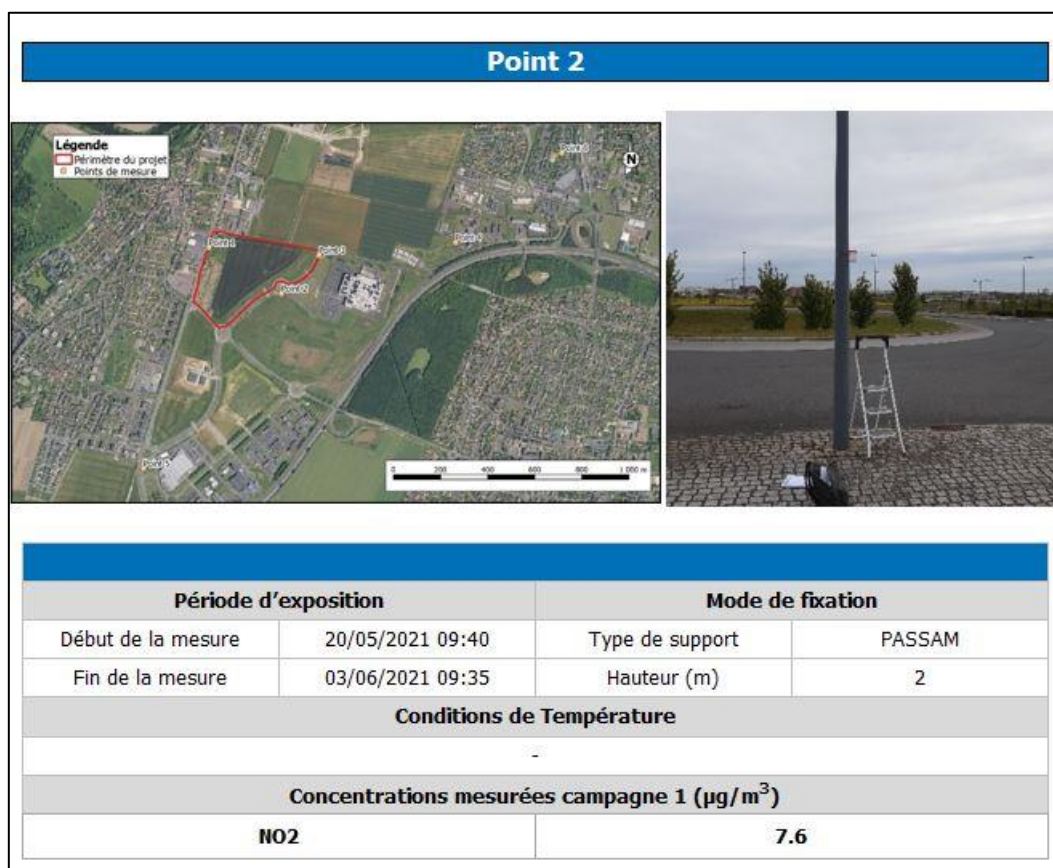 Point 2
Légende
Périmètre du projet
Points de mesure
N
Point 1
Point 3
Point 2
Point 4
Point 5
0 200 400 600 800 1 000 m
Période d’exposition Mode de fixation
Début de la mesure 20/05/2021 09:40 Type de support PASSAM
Fin de la mesure 03/06/2021 09:35 Hauteur (m) 2
Conditions de Température
-
Concentrations mesurées campagne 1 (µg/m³)
NO2 7.6